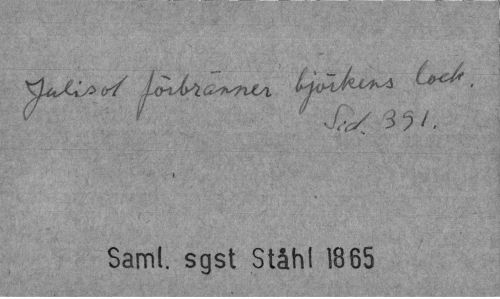 Julisol förbränner björkens lock.
Sid. 391.
Saml. sgst Ståhl 1865